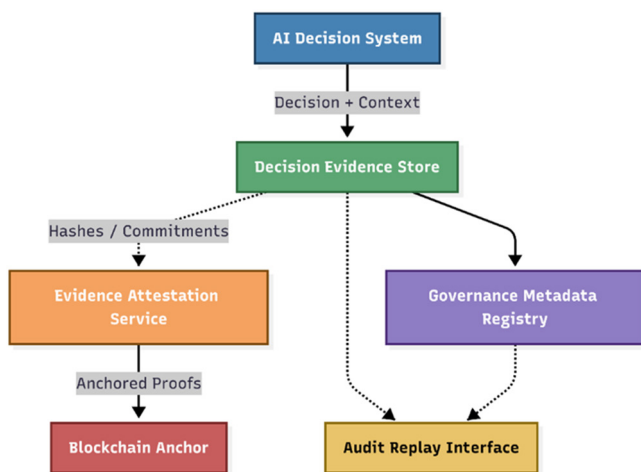 AI Decision System
Decision + Context
Decision Evidence Store
Hashes / Commitments
Evidence Attestation
Service
Governance Metadata
Registry
Anchored Proofs
Blockchain Anchor
Audit Replay Interface